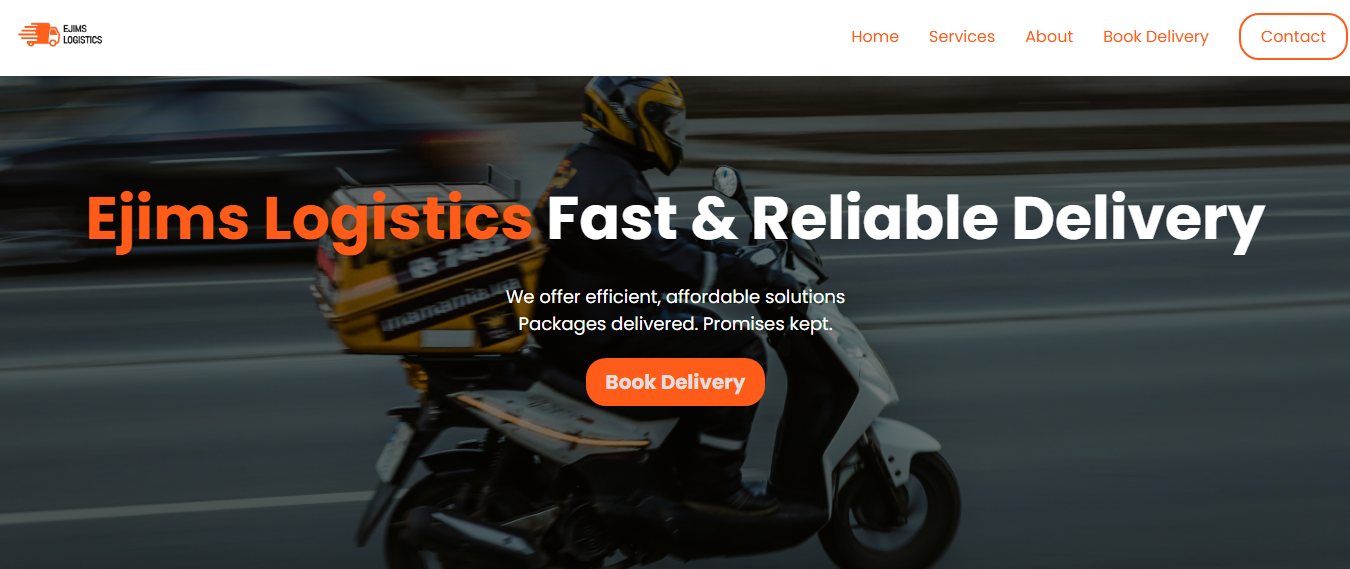 EJIMS
LOGISTICS
Home Services About Book Delivery Contact
Ejims Logistics Fast & Reliable Delivery
We offer efficient, affordable solutions
Packages delivered. Promises kept.
Book Delivery